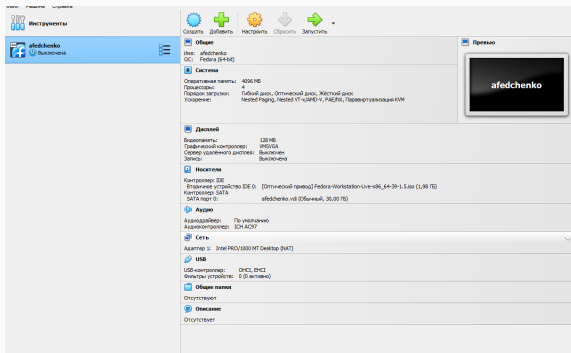 Файл Машина Справка
Инструменты
Создать Добавить Настроить Сбросить Запустить
afedchenko
Выключена
Общие
Имя: afedchenko
ОС: Fedora (64-bit)
Превью
afedchenko
Система
Оперативная память: 4096 МБ
Процессоры: 4
Порядок загрузки: Гибкий диск, Оптический диск, Жёсткий диск
Ускорение: Nested Paging, Nested VT-x/AMD-V, PAE/NX, Паравиртуализация KVM
Дисплей
Видеопамять: 128 МБ
Графический контроллер: VMSVGA
Сервер удалённого дисплея: Выключен
Запись: Выключена
Носители
Контроллер: IDE
Вторичное устройство IDE 0: [Оптический привод] Fedora-Workstation-Live-x86_64-39-1.5.iso (1,98 ГБ)
Контроллер: SATA
SATA порт 0: afedchenko.vdi (Обычный, 30,00 ГБ)
Аудио
Аудиодрайвер: По умолчанию
Аудиоконтроллер: ICH AC97
Сеть
Адаптер 1: Intel PRO/1000 MT Desktop (NAT)
USB
USB-контроллер: OHCI, EHCI
Фильтры устройств: 0 (0 активно)
Общие папки
Отсутствуют
Описание
Отсутствует